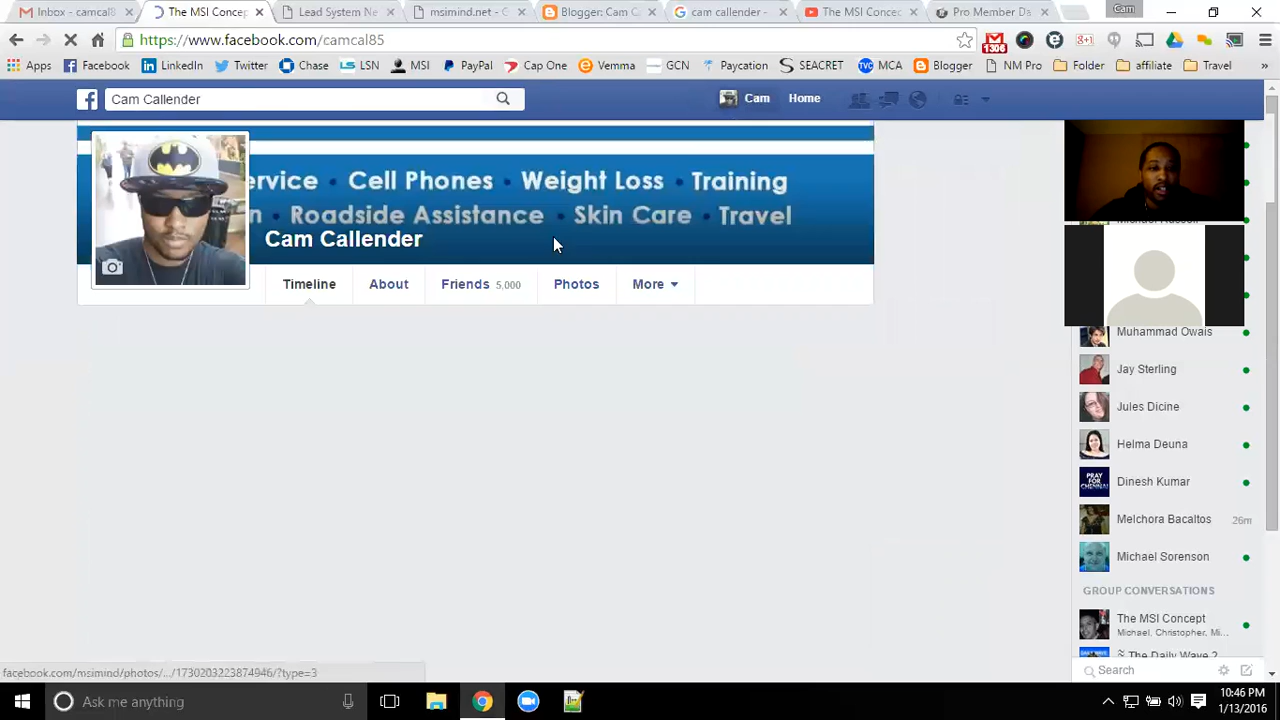 Inbox - camcal8
The MSI Concep
Lead System Ne
msimind.net - G
Blogger: Cam C
cam callender -
The MSI Concep
Pro Member Da
Cam
https://www.facebook.com/camcal85
1306
Apps
Facebook
LinkedIn
Twitter
Chase
LSN
MSI
PayPal
Cap One
Vemma
GCN
Paycation
SEACRET
MCA
Blogger
NM Pro
Folder
affiliate
Travel
Cam Callender
Cam
Home
ervice • Cell Phones • Weight Loss • Training
n • Roadside Assistance • Skin Care • Travel
Cam Callender
Timeline
About
Friends 5,000
Photos
More
Muhammad Owais
Jay Sterling
Jules Dicine
Helma Deuna
PRAY FOR CHENNAI
Dinesh Kumar
Melchora Bacaltos 26m
Michael Sorenson
GROUP CONVERSATIONS
The MSI Concept
Michael, Christopher, Mi...
The Daily Wave 2
Search
facebook.com/msimind/photos/.../1730203223874946/?type=3
Ask me anything
10:46 PM
1/13/2016